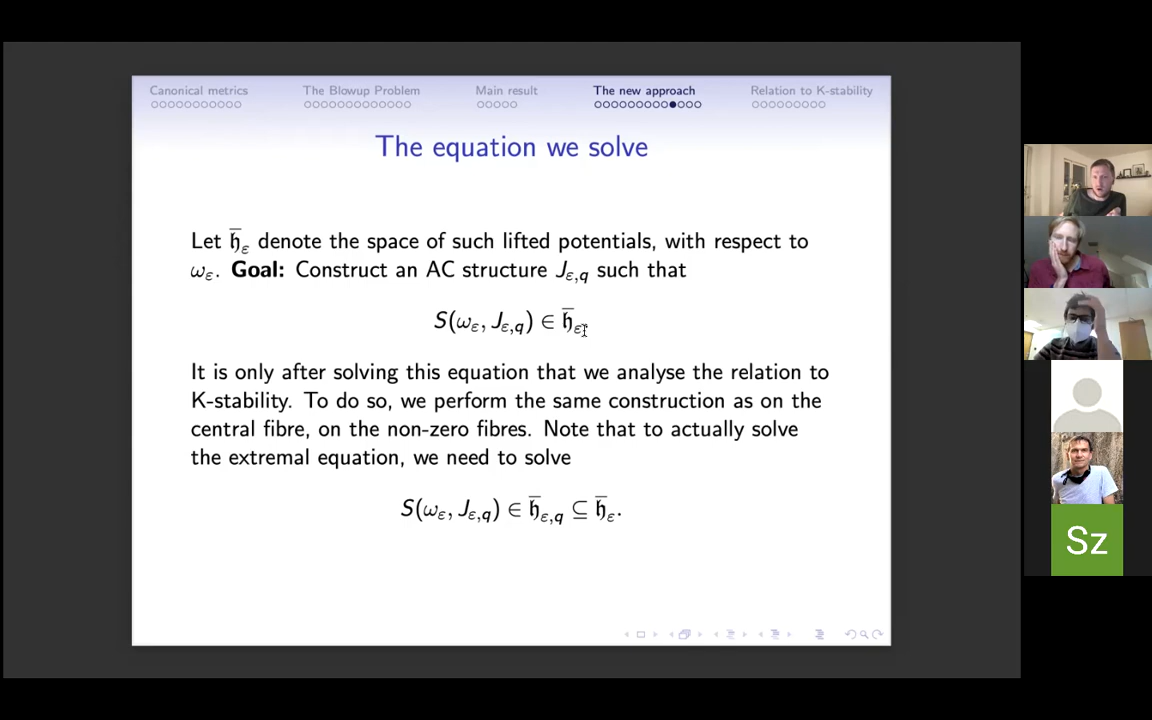 Canonical metrics The Blowup Problem Main result The new approach Relation to K-stability
The equation we solve
Let h̄_ε denote the space of such lifted potentials, with respect to
ω_ε. Goal: Construct an AC structure J_{ε,q} such that
S(ω_ε, J_{ε,q}) ∈ 𝔥̄_ε
It is only after solving this equation that we analyse the relation to
K-stability. To do so, we perform the same construction as on the
central fibre, on the non-zero fibres. Note that to actually solve
the extremal equation, we need to solve
S(ω_ε, J_{ε,q}) ∈ 𝔥̄_{ε,q} ⊆ 𝔥̄_ε.
Sz